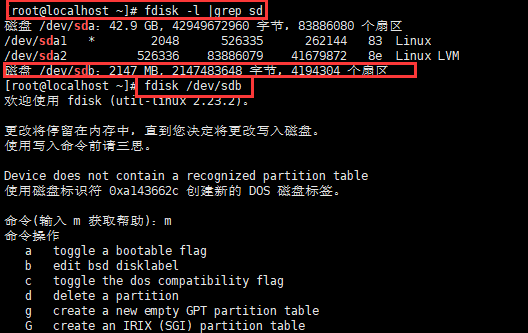 [root@localhost ~]# fdisk -l |grep sd
磁盘 /dev/sda：42.9 GB, 42949672960 字节，83886080 个扇区
/dev/sda1   *        2048      526335      262144   83  Linux
/dev/sda2          526336    83886079    41679872   8e  Linux LVM
磁盘 /dev/sdb：2147 MB, 2147483648 字节，4194304 个扇区
[root@localhost ~]# fdisk /dev/sdb
欢迎使用 fdisk (util-linux 2.23.2)。
更改将停留在内存中，直到您决定将更改写入磁盘。
使用写入命令前请三思。
Device does not contain a recognized partition table
使用磁盘标识符 0xa143662c 创建新的 DOS 磁盘标签。
命令(输入 m 获取帮助)：m
命令操作
a   toggle a bootable flag
b   edit bsd disklabel
c   toggle the dos compatibility flag
d   delete a partition
g   create a new empty GPT partition table
G   create an IRIX (SGI) partition table